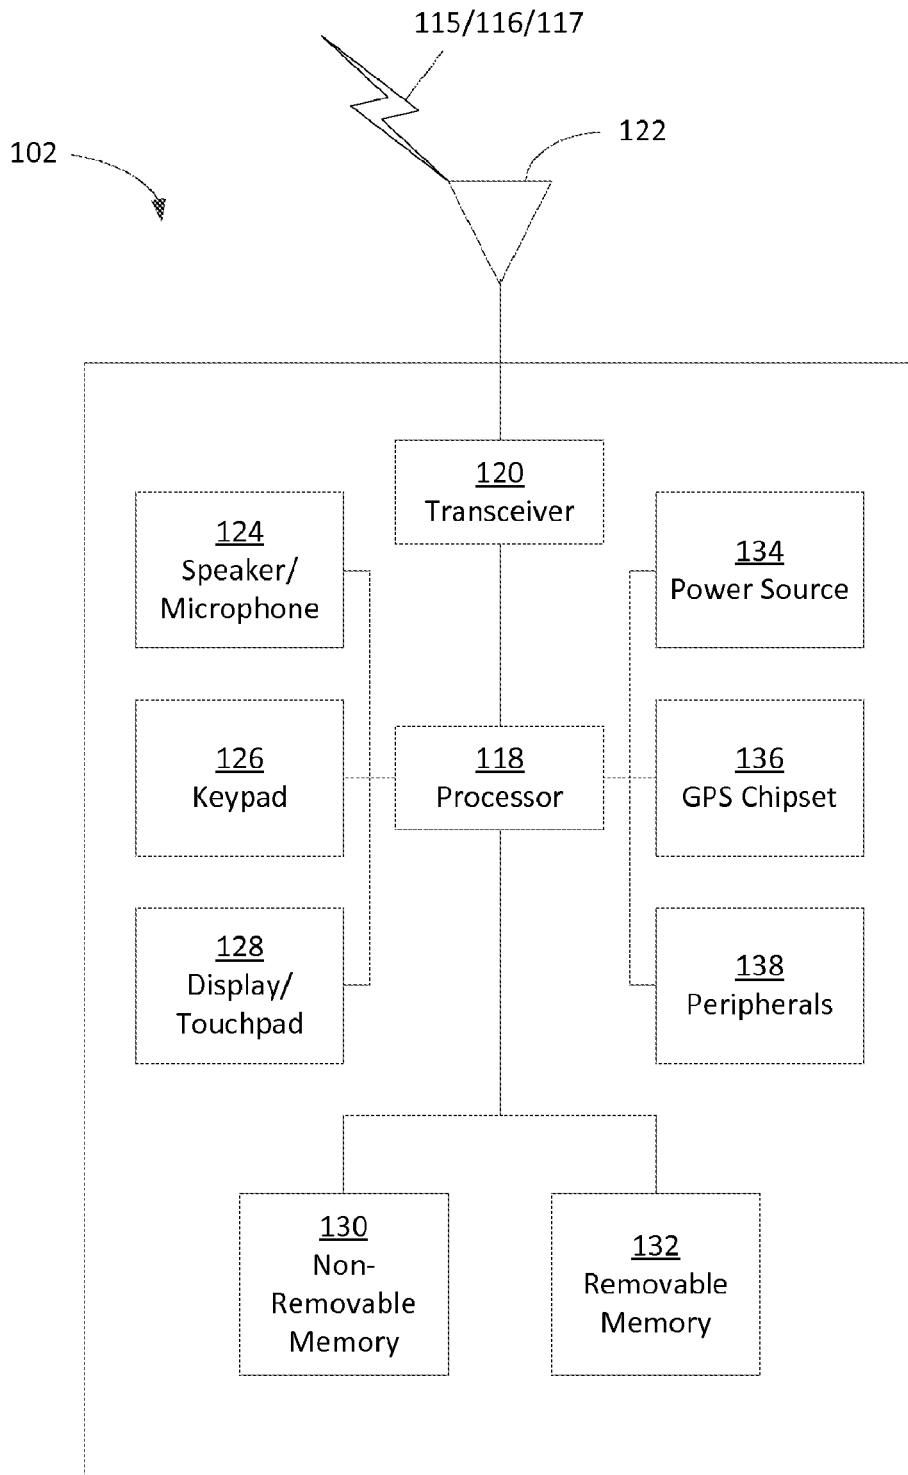 115/116/117
122
102
120
Transceiver
124
Speaker/
Microphone
134
Power Source
126
Keypad
118
Processor
136
GPS Chipset
128
Display/
Touchpad
138
Peripherals
130
Non-
Removable
Memory
132
Removable
Memory